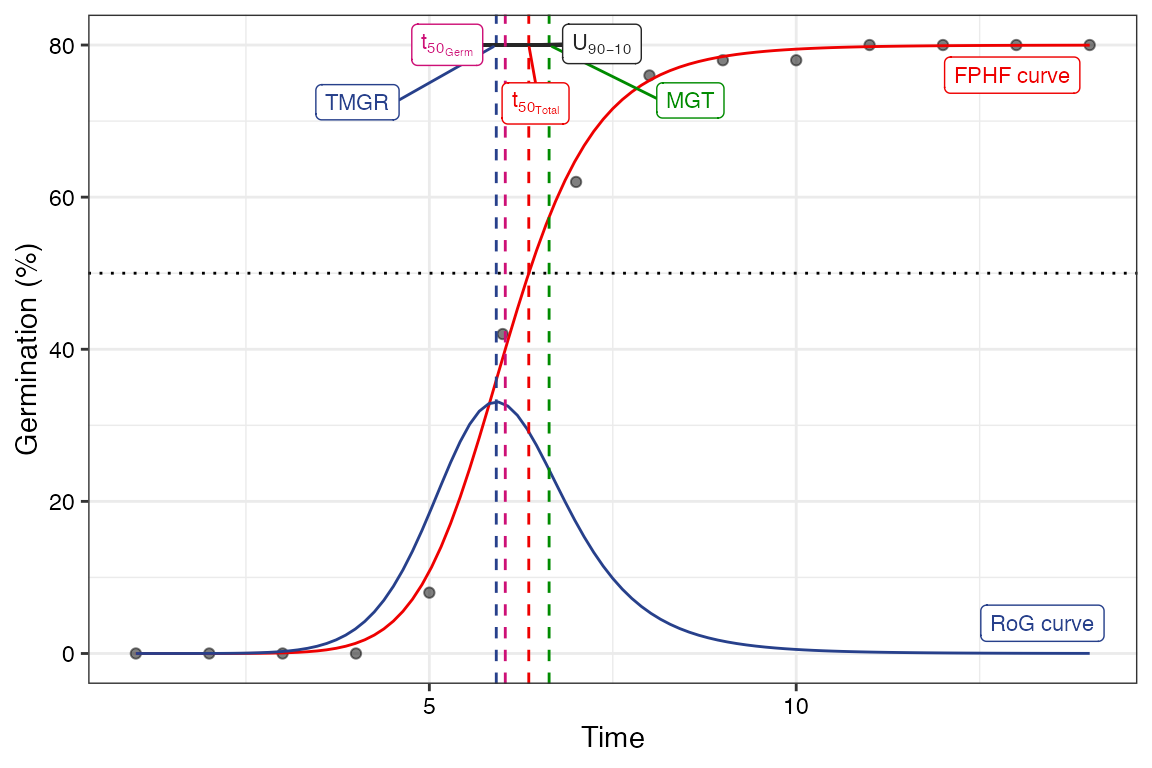 80
60
40
20
0
Germination (%)
t50Germ
U90−10
TMGR
t50Total
MGT
FPHF curve
RoG curve
5
10
Time